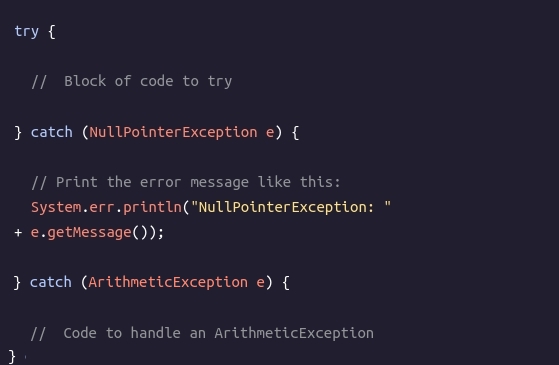 try {
//  Block of code to try
} catch (NullPointerException e) {
// Print the error message like this:
System.err.println("NullPointerException: "
+ e.getMessage());
} catch (ArithmeticException e) {
//  Code to handle an ArithmeticException
}